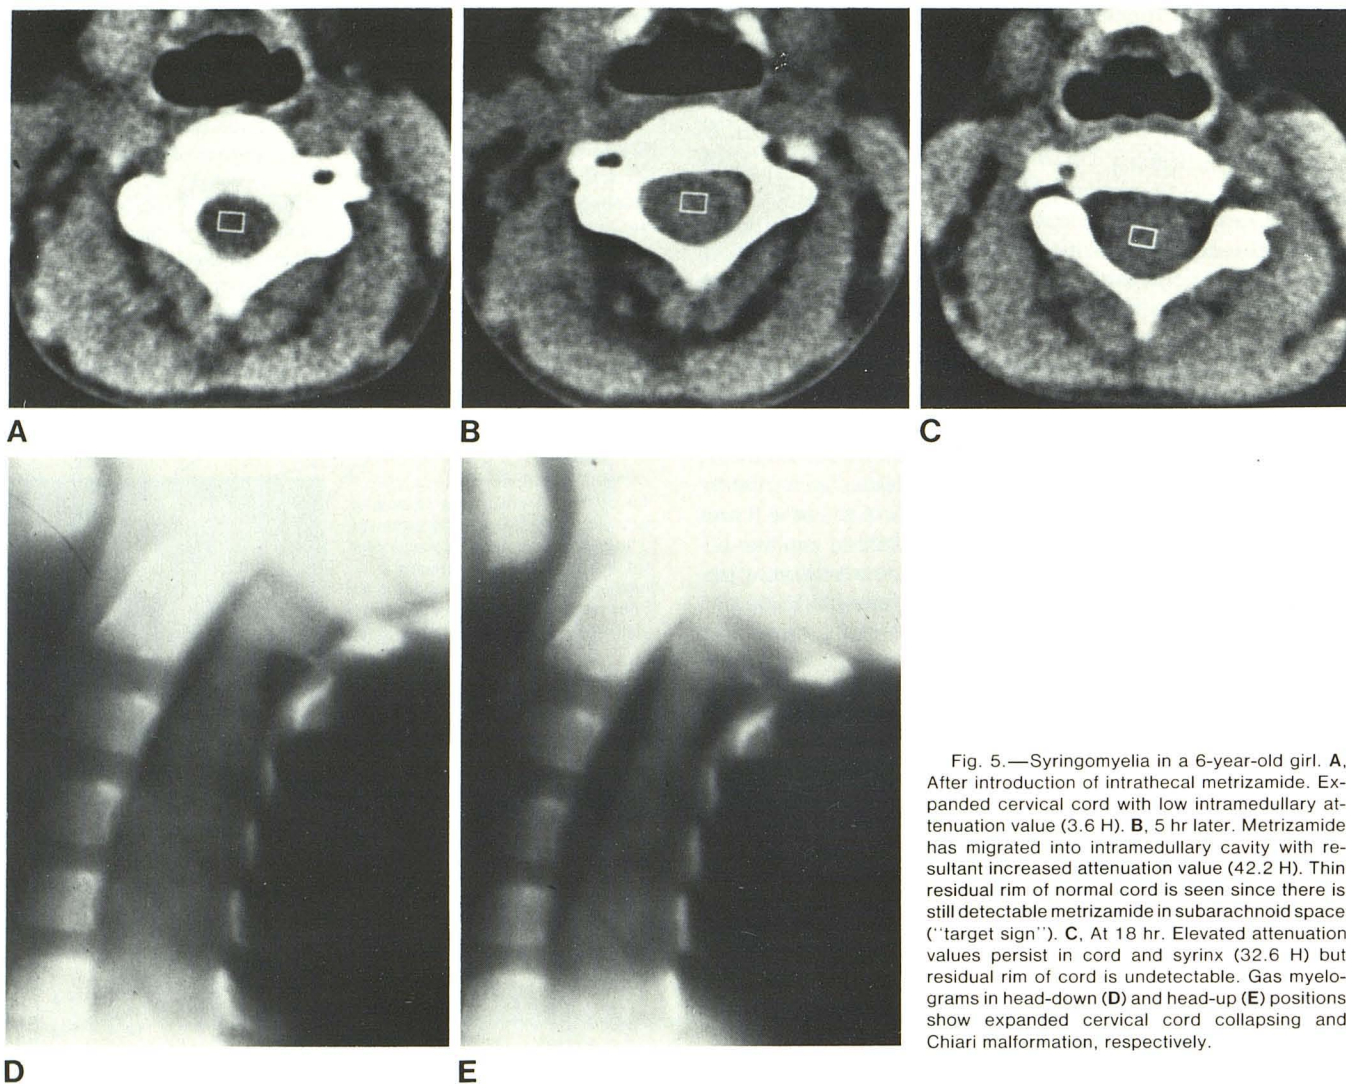 A
B
C
D
E
Fig. 5.—Syringomyelia in a 6-year-old girl. A,
After introduction of intrathecal metrizamide. Ex-
panded cervical cord with low intramedullary at-
tenuation value (3.6 H). B, 5 hr later. Metrizamide
has migrated into intramedullary cavity with re-
sultant increased attenuation value (42.2 H). Thin
residual rim of normal cord is seen since there is
still detectable metrizamide in subarachnoid space
("target sign"). C, At 18 hr. Elevated attenuation
values persist in cord and syrinx (32.6 H) but
residual rim of cord is undetectable. Gas myelo-
grams in head-down (D) and head-up (E) positions
show expanded cervical cord collapsing and
Chiari malformation, respectively.